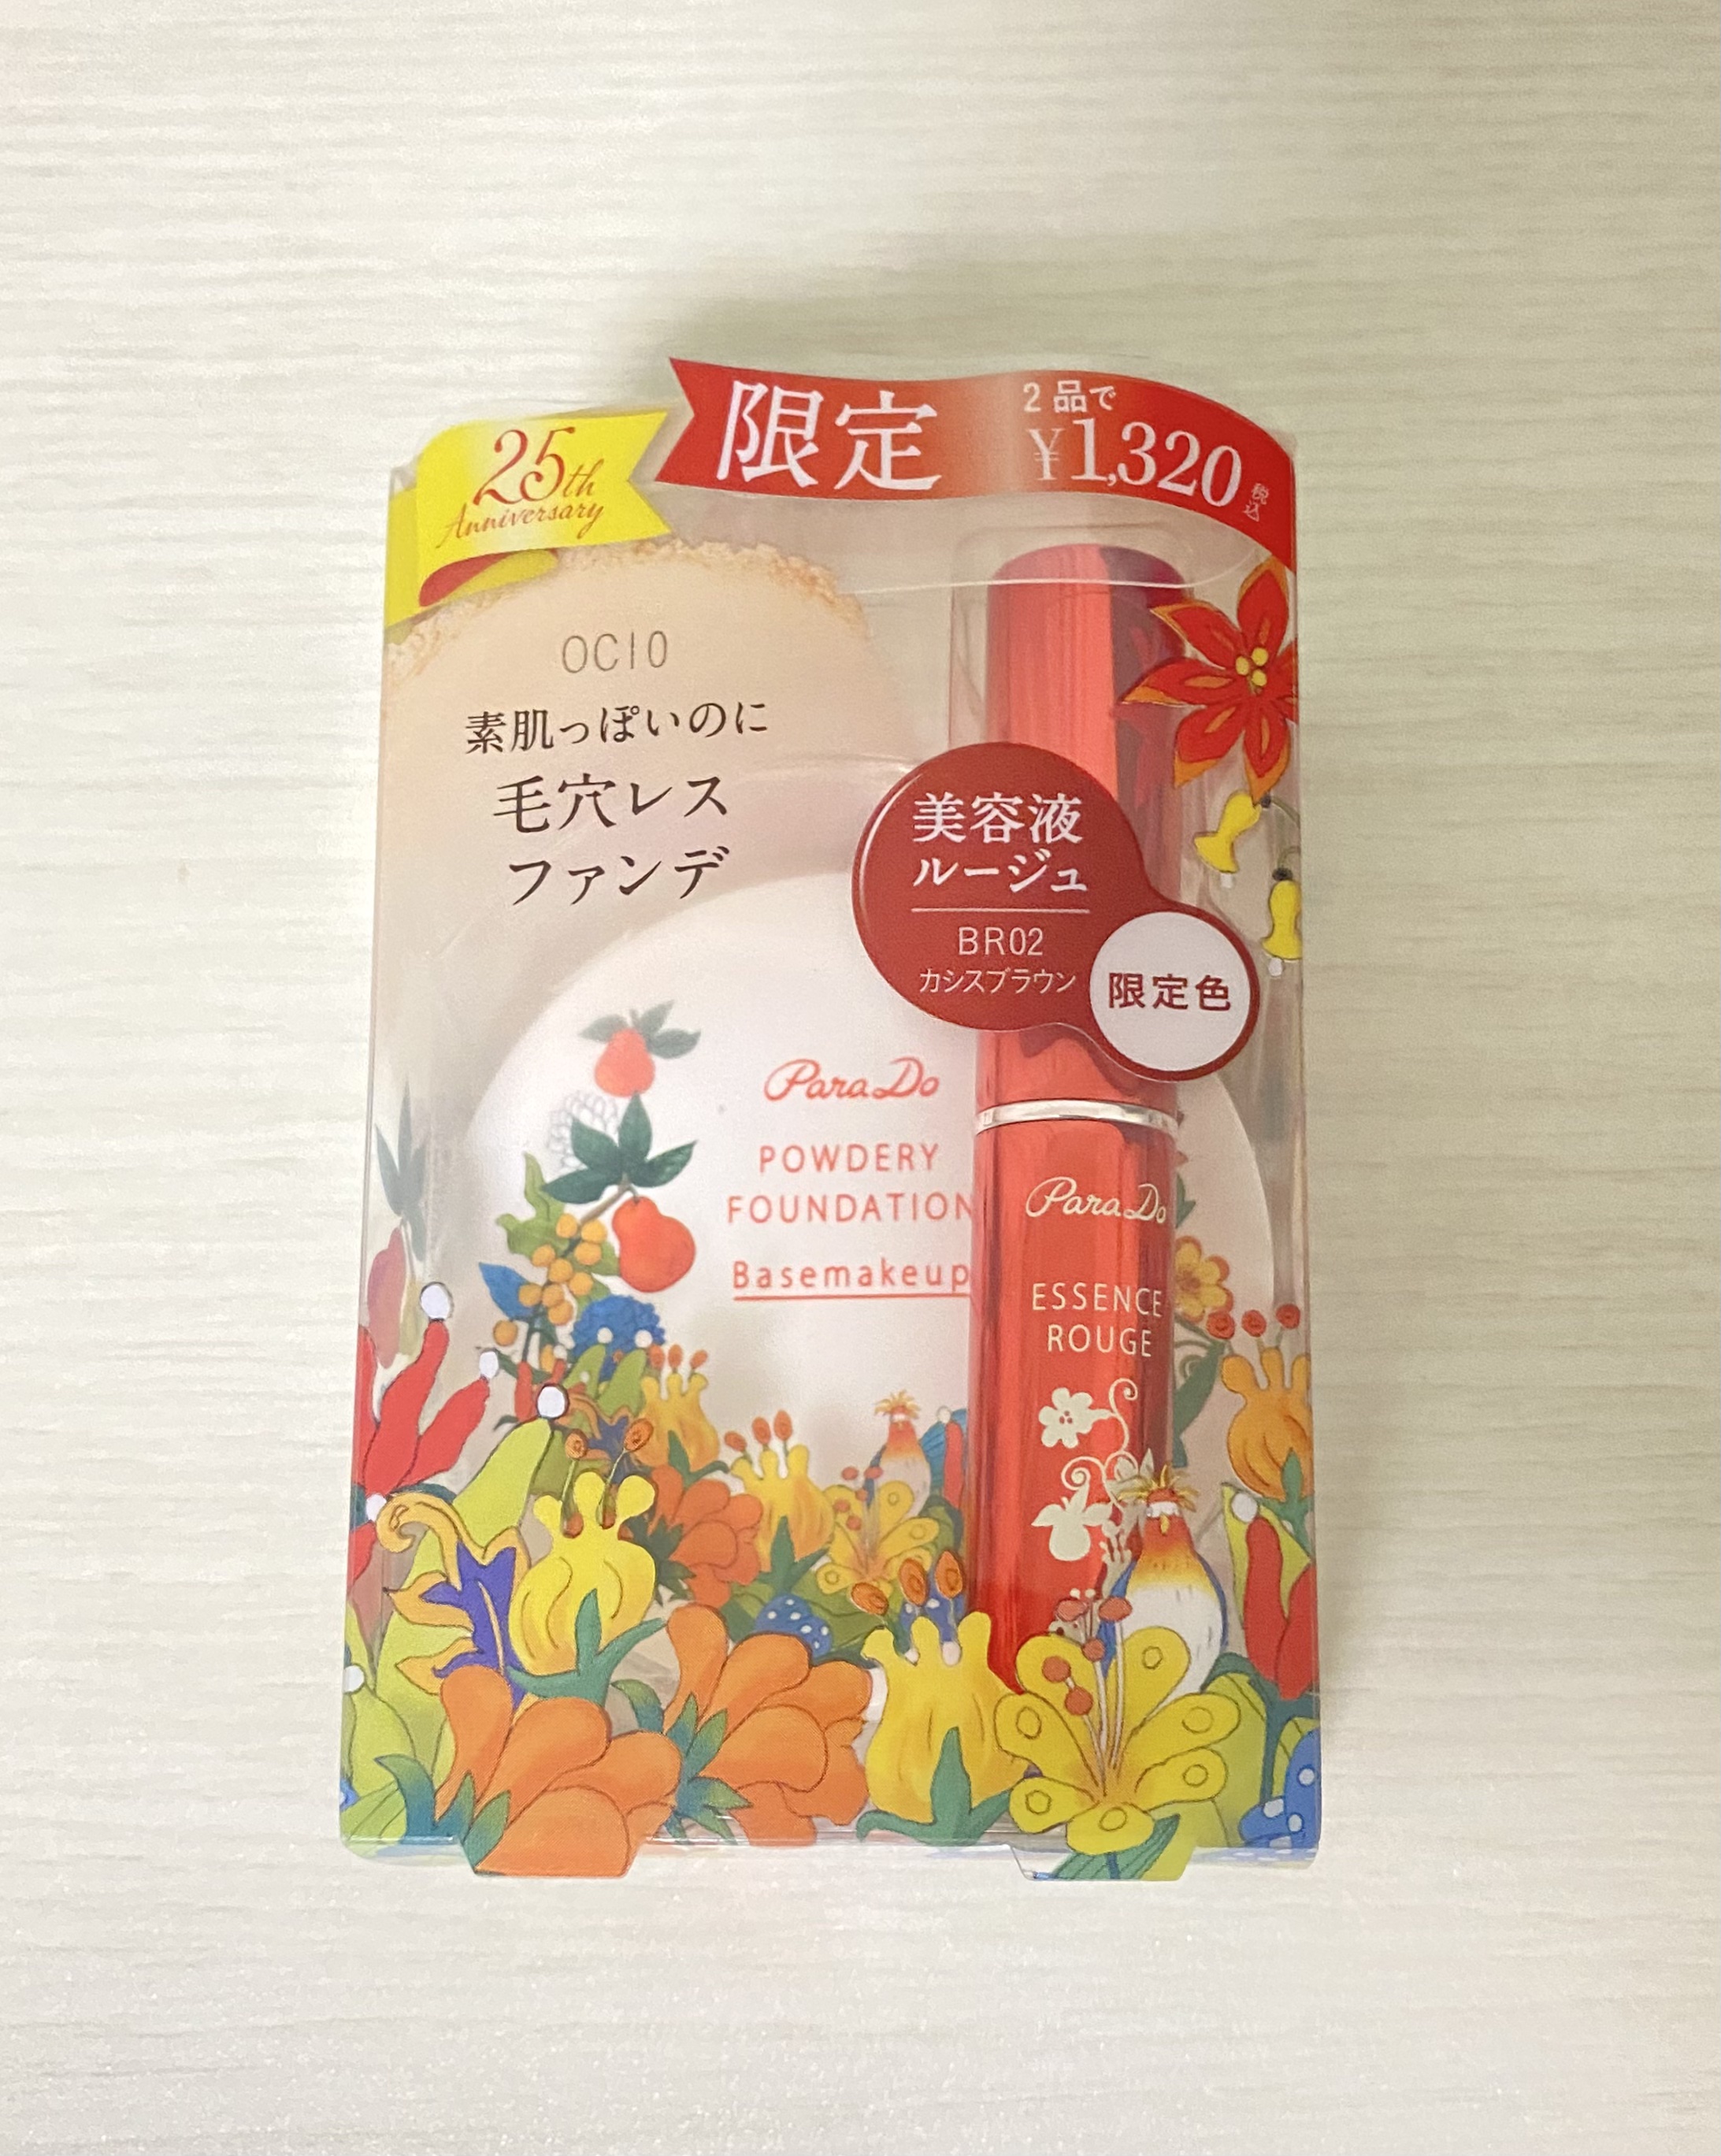 25th
Anniversary
限定
2品で
¥1,320
税込
OC10
素肌っぽいのに
毛穴レス
ファンデ
美容液
ルージュ
BR02
カシスブラウン
限定色
ParaDo
POWDERY
FOUNDATION
Basemakeup
ParaDo
ESSENCE
ROUGE